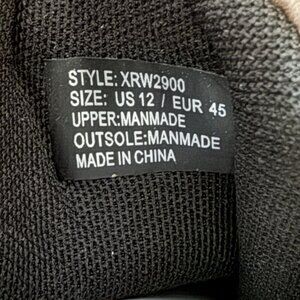 STYLE: XRW2900
SIZE: US 12 / EUR 45
UPPER:MANMADE
OUTSOLE:MANMADE
MADE IN CHINA